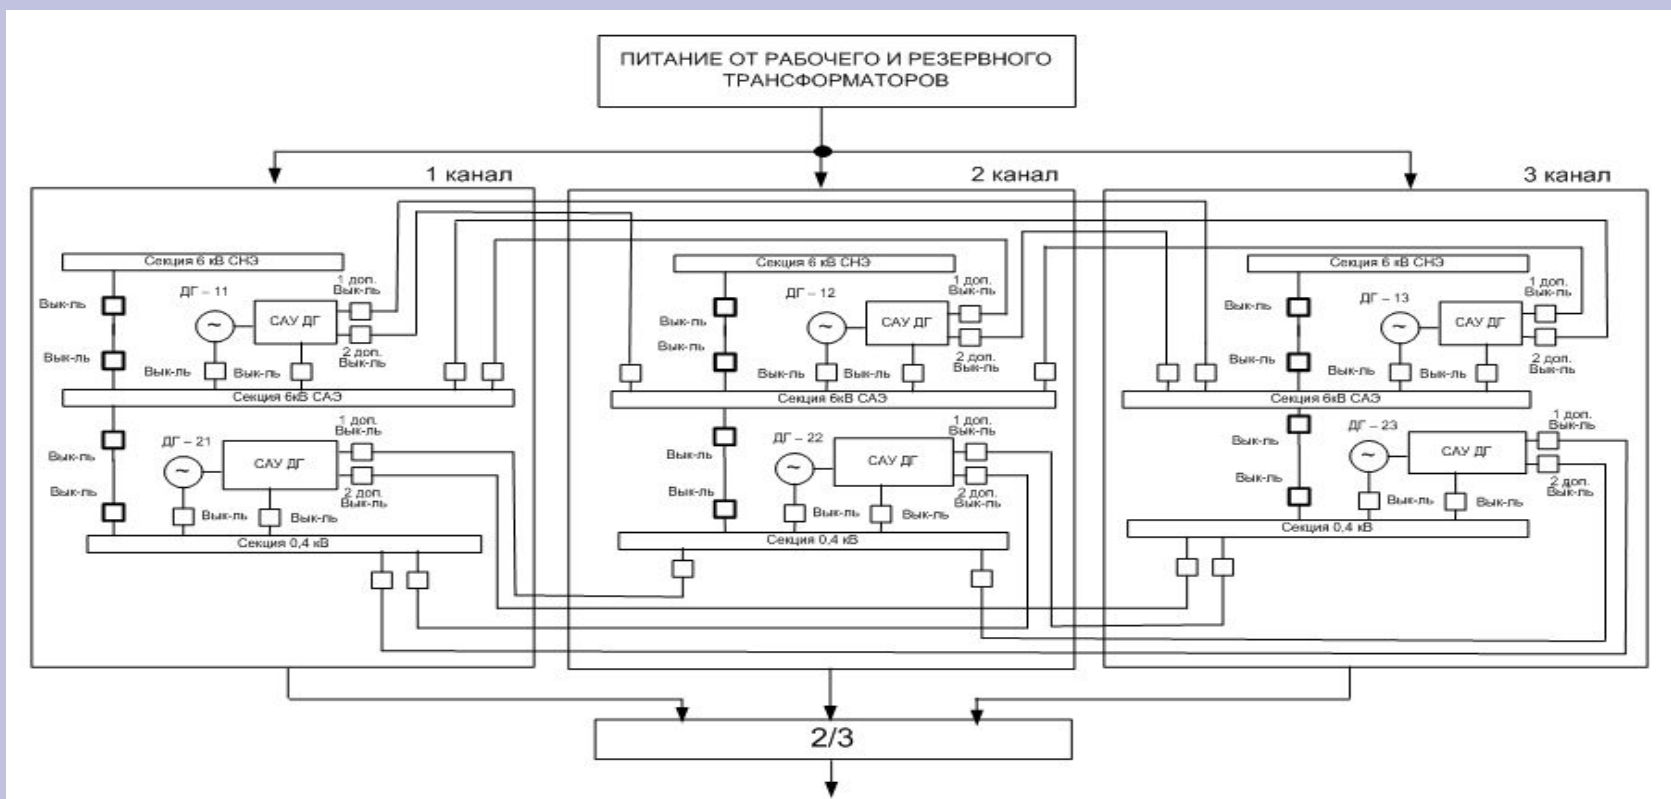 ПИТАНИЕ ОТ РАБОЧЕГО И РЕЗЕРВНОГО
ТРАНСФОРМАТОРОВ
1 канал
Секция 6 кВ СНЭ
Вык-ль
ДГ – 11
САУ ДГ
1 доп.
Вык-ль
Вык-ль
Вык-ль
Вык-ль
2 доп.
Вык-ль
Секция 6кВ САЭ
Вык-ль
ДГ – 21
САУ ДГ
1 доп.
Вык-ль
Вык-ль
Вык-ль
Вык-ль
2 доп.
Вык-ль
Секция 0,4 кВ
2 канал
Секция 6 кВ СНЭ
Вык-ль
ДГ – 12
САУ ДГ
1 доп.
Вык-ль
Вык-ль
Вык-ль
Вык-ль
2 доп.
Вык-ль
Секция 6кВ САЭ
Вык-ль
ДГ – 22
САУ ДГ
1 доп.
Вык-ль
Вык-ль
Вык-ль
Вык-ль
2 доп.
Вык-ль
Секция 0,4 кВ
3 канал
Секция 6 кВ СНЭ
Вык-ль
ДГ – 13
САУ ДГ
1 доп.
Вык-ль
Вык-ль
Вык-ль
Вык-ль
2 доп.
Вык-ль
Секция 6кВ САЭ
Вык-ль
ДГ – 23
САУ ДГ
1 доп.
Вык-ль
Вык-ль
Вык-ль
Вык-ль
2 доп.
Вык-ль
Секция 0,4 кВ
2/3